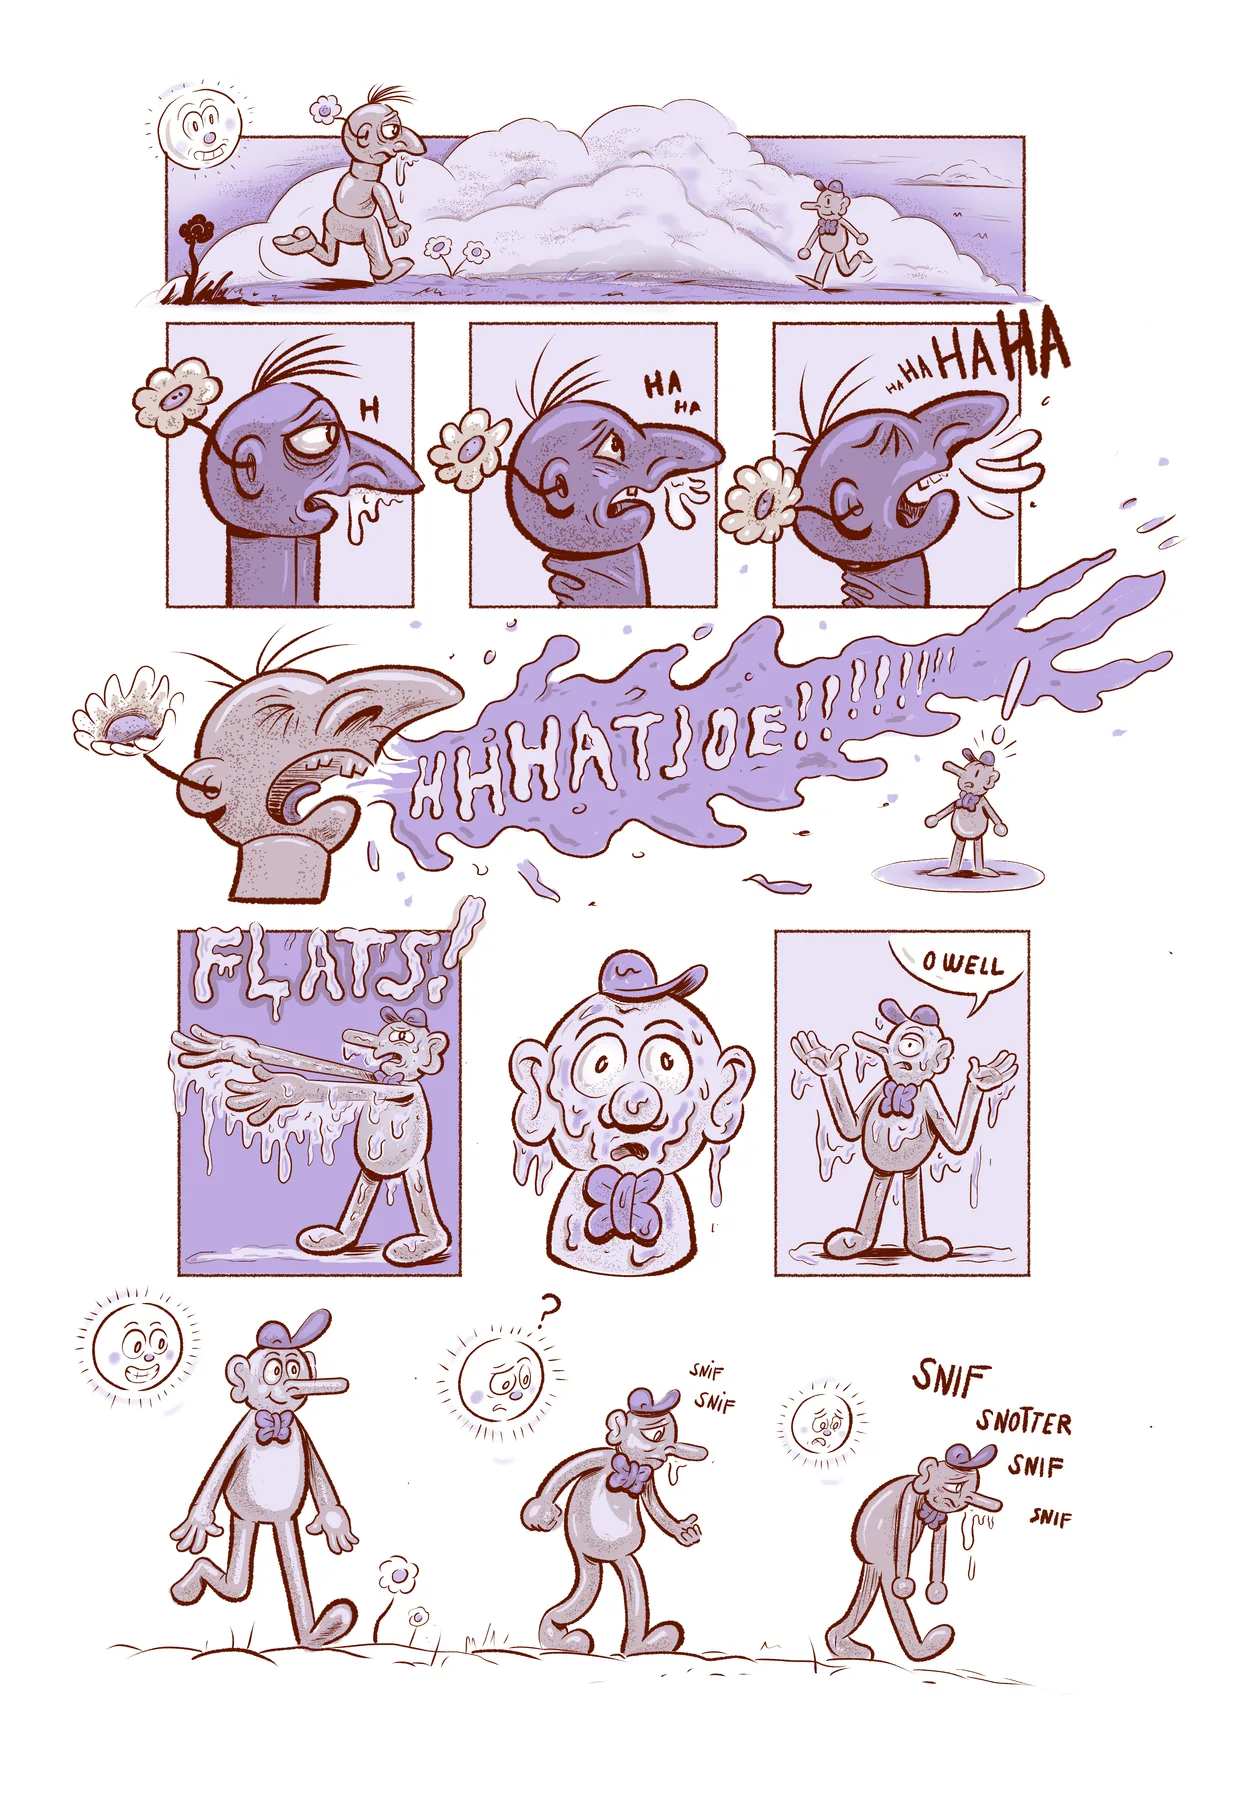 H
HA
HA
HA HA HA HA
HHHATJOE!!!!!!!!!
!
FLATS!
O WELL
?
SNIF
SNIF
SNIF
SNOTTER
SNIF
SNIF